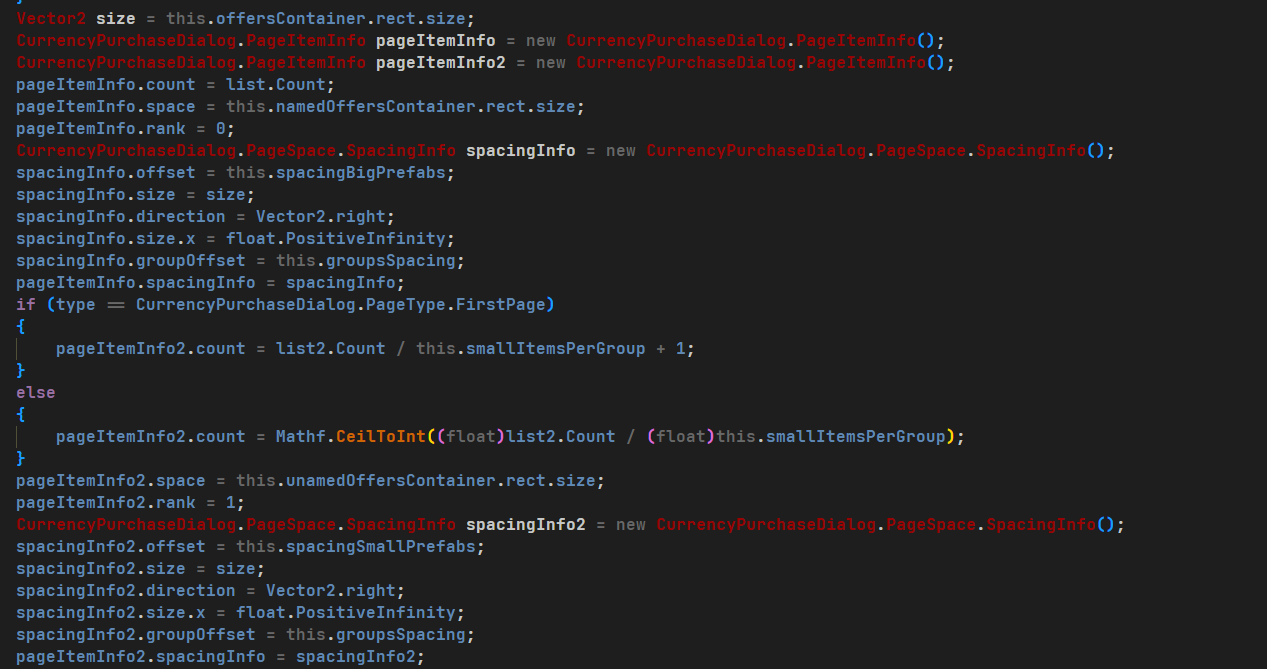 }
Vector2 size = this.offersContainer.rect.size;
CurrencyPurchaseDialog.PageItemInfo pageItemInfo = new CurrencyPurchaseDialog.PageItemInfo();
CurrencyPurchaseDialog.PageItemInfo pageItemInfo2 = new CurrencyPurchaseDialog.PageItemInfo();
pageItemInfo.count = list.Count;
pageItemInfo.space = this.namedOffersContainer.rect.size;
pageItemInfo.rank = 0;
CurrencyPurchaseDialog.PageSpace.SpacingInfo spacingInfo = new CurrencyPurchaseDialog.PageSpace.SpacingInfo();
spacingInfo.offset = this.spacingBigPrefabs;
spacingInfo.size = size;
spacingInfo.direction = Vector2.right;
spacingInfo.size.x = float.PositiveInfinity;
spacingInfo.groupOffset = this.groupsSpacing;
pageItemInfo.spacingInfo = spacingInfo;
if (type == CurrencyPurchaseDialog.PageType.FirstPage)
{
    pageItemInfo2.count = list2.Count / this.smallItemsPerGroup + 1;
}
else
{
    pageItemInfo2.count = Mathf.CeilToInt((float)list2.Count / (float)this.smallItemsPerGroup);
}
pageItemInfo2.space = this.unamedOffersContainer.rect.size;
pageItemInfo2.rank = 1;
CurrencyPurchaseDialog.PageSpace.SpacingInfo spacingInfo2 = new CurrencyPurchaseDialog.PageSpace.SpacingInfo();
spacingInfo2.offset = this.spacingSmallPrefabs;
spacingInfo2.size = size;
spacingInfo2.direction = Vector2.right;
spacingInfo2.size.x = float.PositiveInfinity;
spacingInfo2.groupOffset = this.groupsSpacing;
pageItemInfo2.spacingInfo = spacingInfo2;